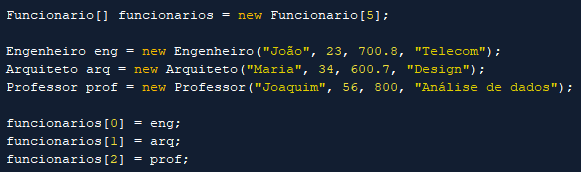 Funcionario[] funcionarios = new Funcionario[5];
Engenheiro eng = new Engenheiro("João", 23, 700.8, "Telecom");
Arquiteto arq = new Arquiteto("Maria", 34, 600.7, "Design");
Professor prof = new Professor("Joaquim", 56, 800, "Análise de dados");
funcionarios[0] = eng;
funcionarios[1] = arq;
funcionarios[2] = prof;